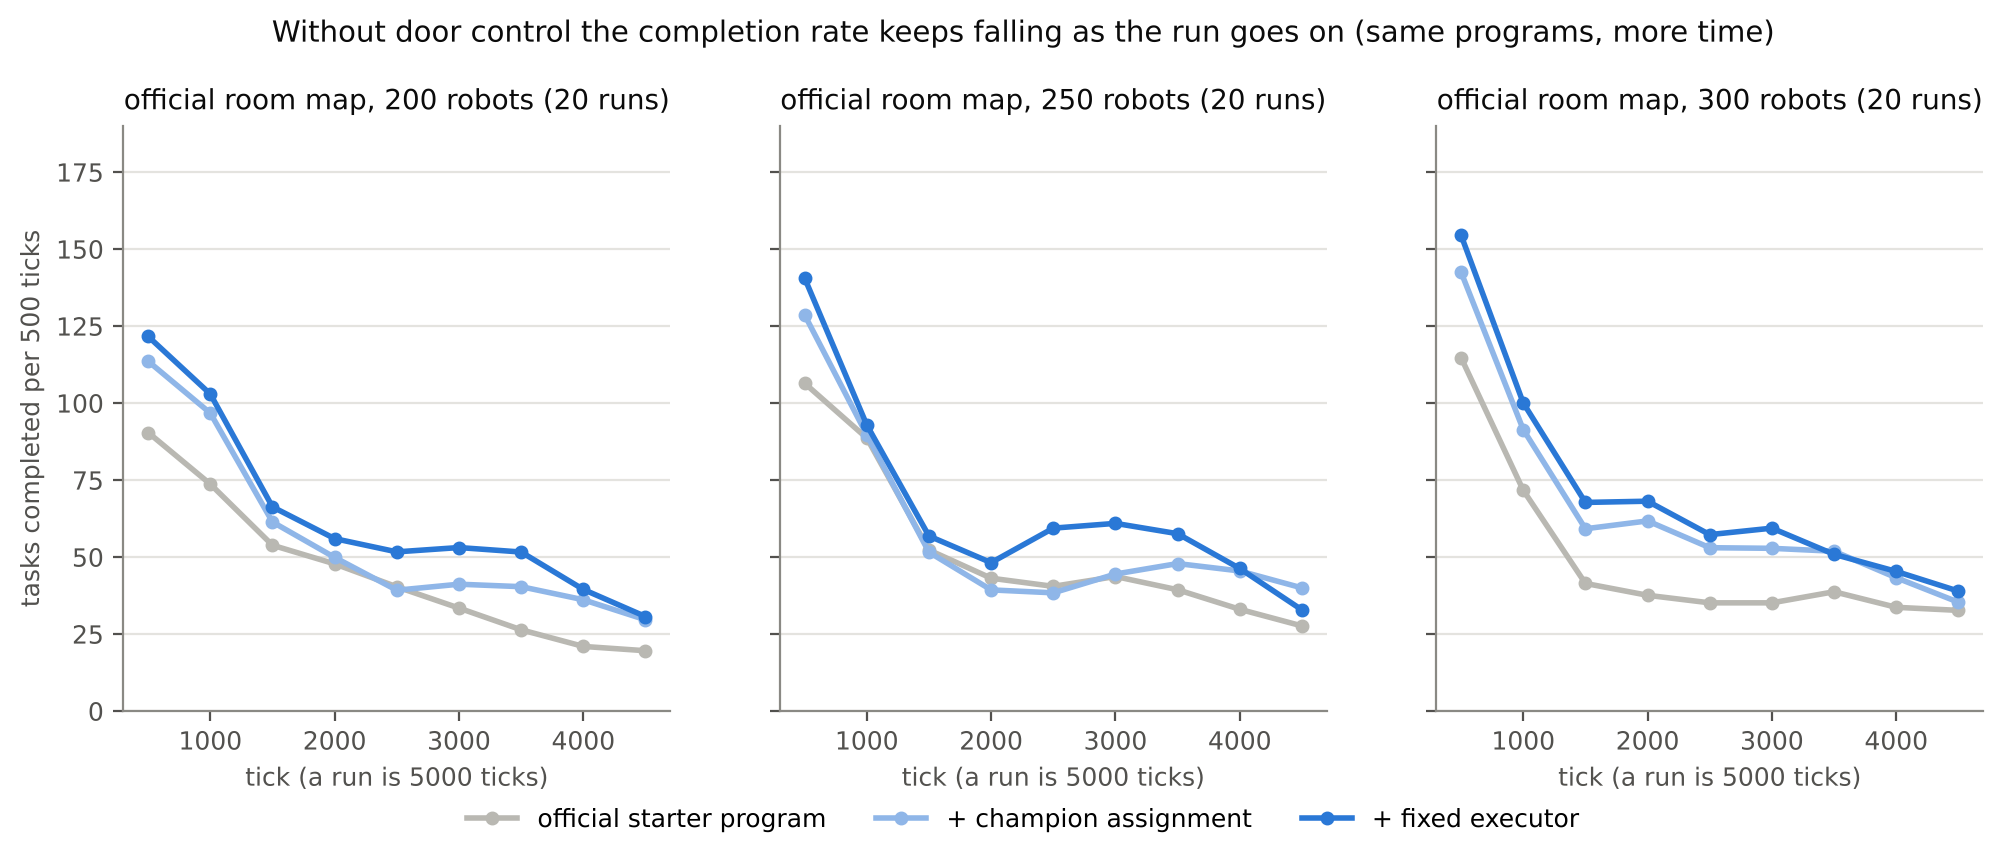 Without door control the completion rate keeps falling as the run goes on (same programs, more time)
official room map, 200 robots (20 runs)
official room map, 250 robots (20 runs)
official room map, 300 robots (20 runs)
tasks completed per 500 ticks
175
150
125
100
75
50
25
0
1000 2000 3000 4000
1000 2000 3000 4000
1000 2000 3000 4000
tick (a run is 5000 ticks)
tick (a run is 5000 ticks)
tick (a run is 5000 ticks)
official starter program
+ champion assignment
+ fixed executor